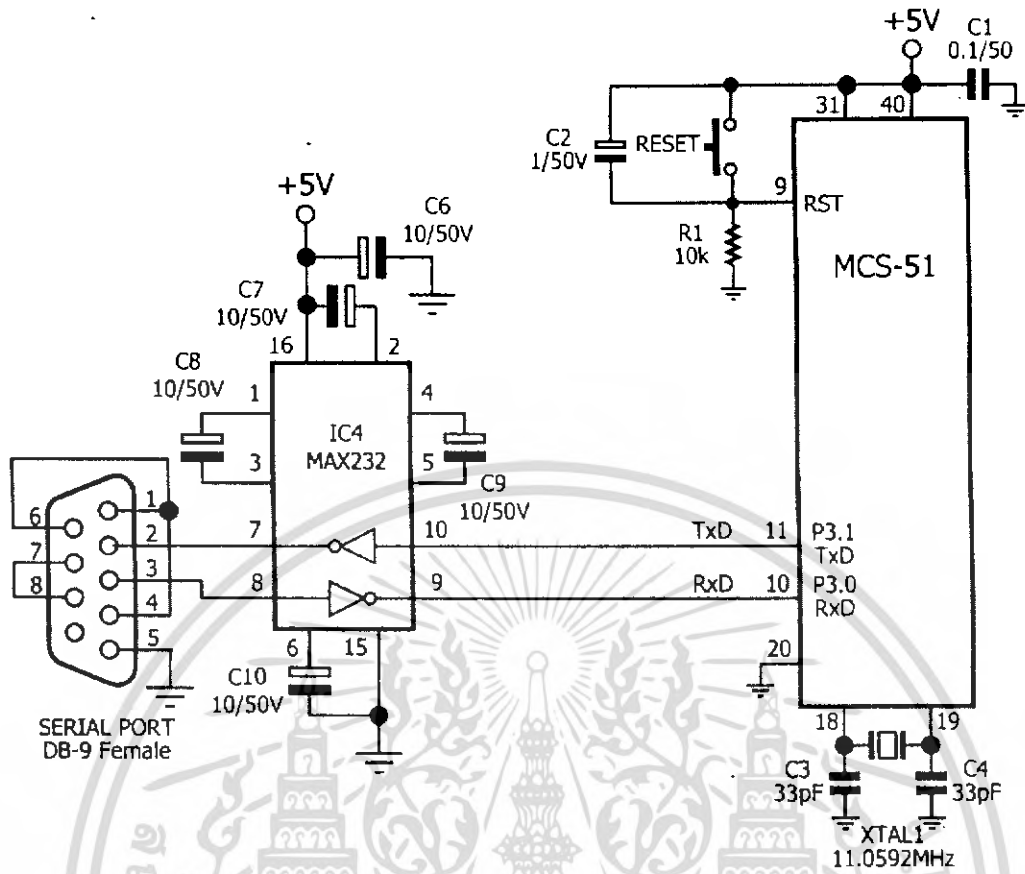 +5V
C1
0.1/50
31
40
C2
1/50V
RESET
9
RST
R1
10k
MCS-51
+5V
C6
10/50V
C7
10/50V
16
2
C8
10/50V
1
4
IC4
MAX232
3
5
C9
10/50V
1
6
2
7
3
8
4
5
7
10
TxD
11
P3.1
TxD
8
9
RxD
10
P3.0
RxD
6
15
20
C10
10/50V
SERIAL PORT
DB-9 Female
18
19
C3
33pF
C4
33pF
XTAL1
11.0592MHz